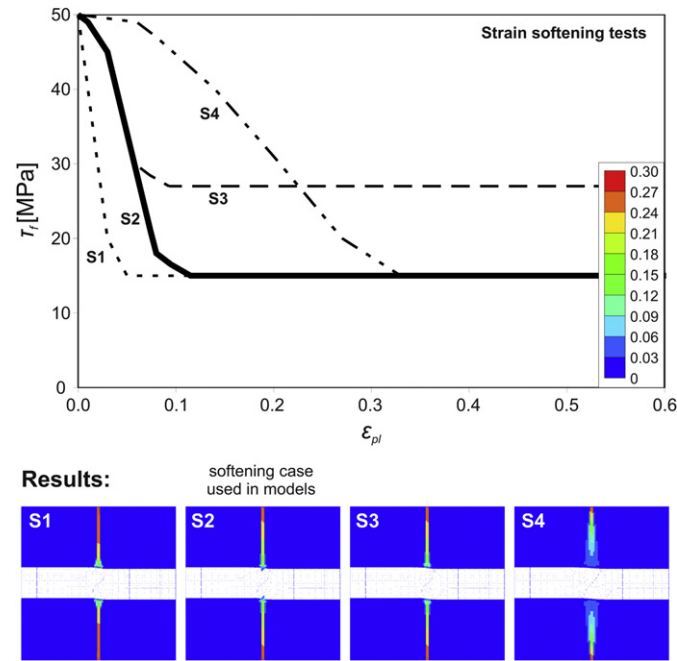 50
Strain softening tests
40
S4
30
0.30
0.27
0.24
0.21
0.18
0.15
0.12
0.09
0.06
0.03
0
τf [MPa]
S3
S2
20
S1
10
0
0.0
0.1
0.2
0.3
0.4
0.5
0.6
εpl
Results:
softening case
used in models
S1
S2
S3
S4